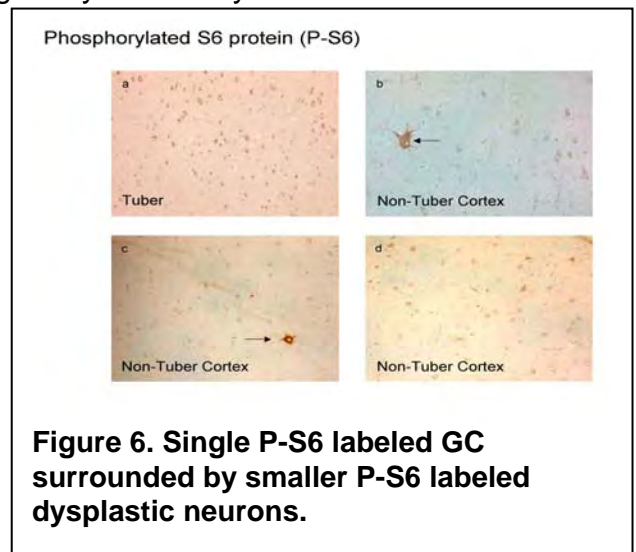 Phosphorylated S6 protein (P-S6)
a
b
Tuber
Non-Tuber Cortex
c
d
Non-Tuber Cortex
Non-Tuber Cortex
Figure 6. Single P-S6 labeled GC
surrounded by smaller P-S6 labeled
dysplastic neurons.